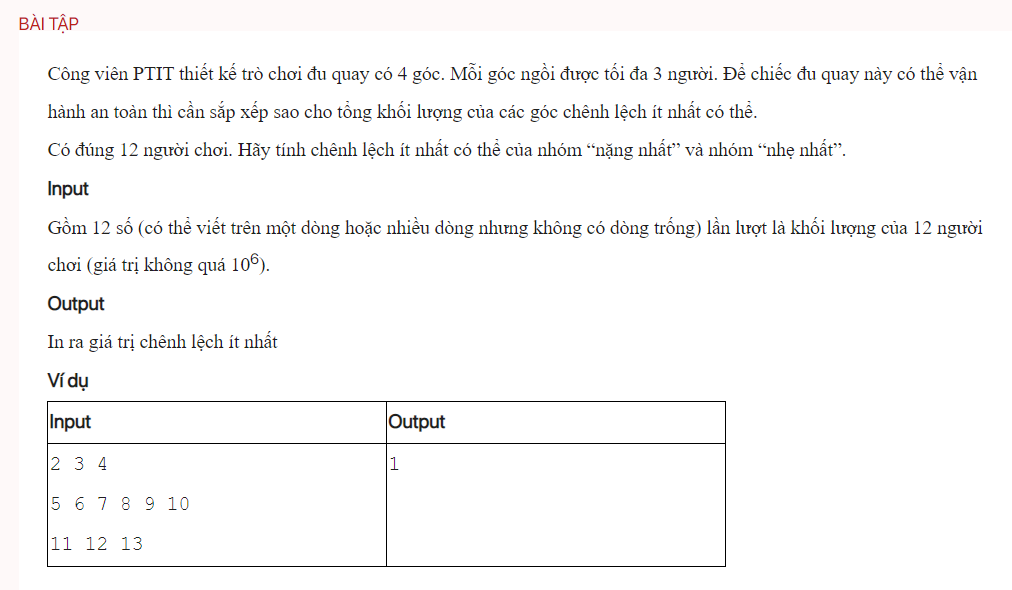 BÀI TẬP
Công viên PTIT thiết kế trò chơi đu quay có 4 góc. Mỗi góc ngồi được tối đa 3 người. Để chiếc đu quay này có thể vận
hành an toàn thì cần sắp xếp sao cho tổng khối lượng của các góc chênh lệch ít nhất có thể.
Có đúng 12 người chơi. Hãy tính chênh lệch ít nhất có thể của nhóm “nặng nhất” và nhóm “nhẹ nhất”.
Input
Gồm 12 số (có thể viết trên một dòng hoặc nhiều dòng nhưng không có dòng trống) lần lượt là khối lượng của 12 người
chơi (giá trị không quá 10⁶).
Output
In ra giá trị chênh lệch ít nhất
Ví dụ
Input Output
2 3 4 1
5 6 7 8 9 10
11 12 13